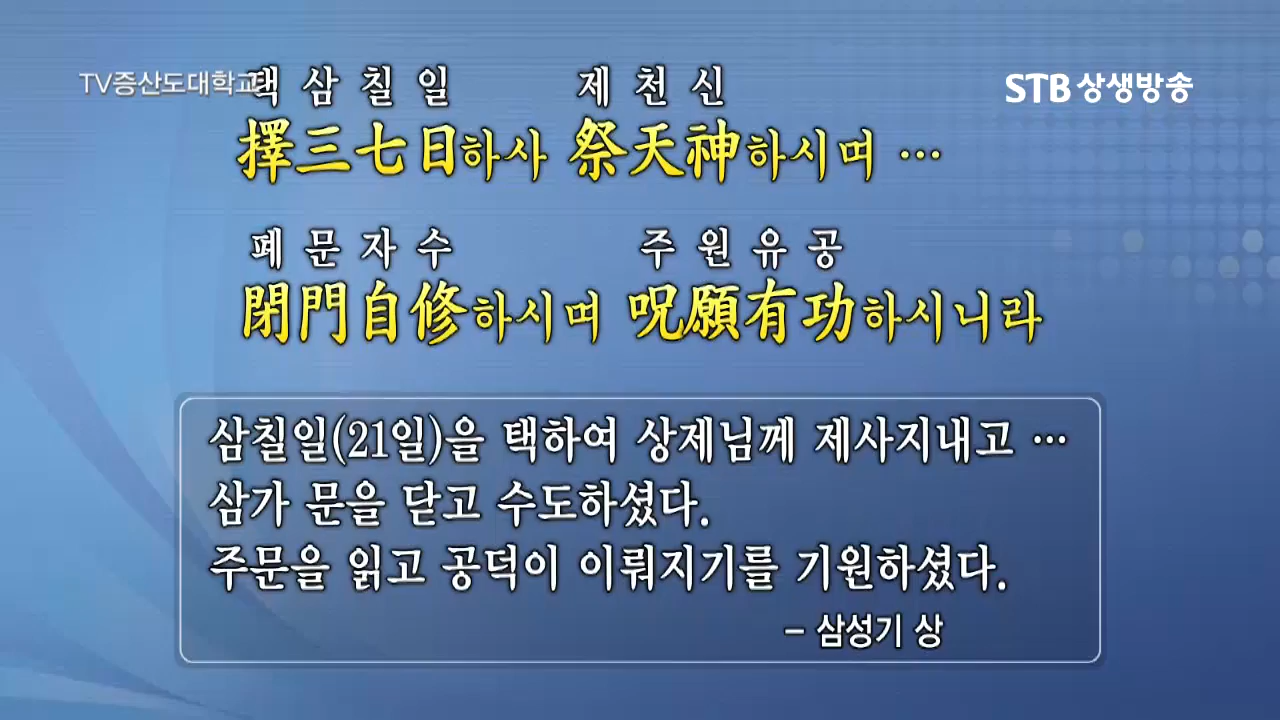 TV증산도대학교
STB 상생방송
택 삼 칠 일 제 천 신
擇三七日하사 祭天神하시며 …
폐 문 자 수 주 원 유 공
閉門自修하시며 呪願有功하시니라
삼칠일(21일)을 택하여 상제님께 제사지내고 …
삼가 문을 닫고 수도하셨다.
주문을 읽고 공덕이 이뤄지기를 기원하셨다.
– 삼성기 상